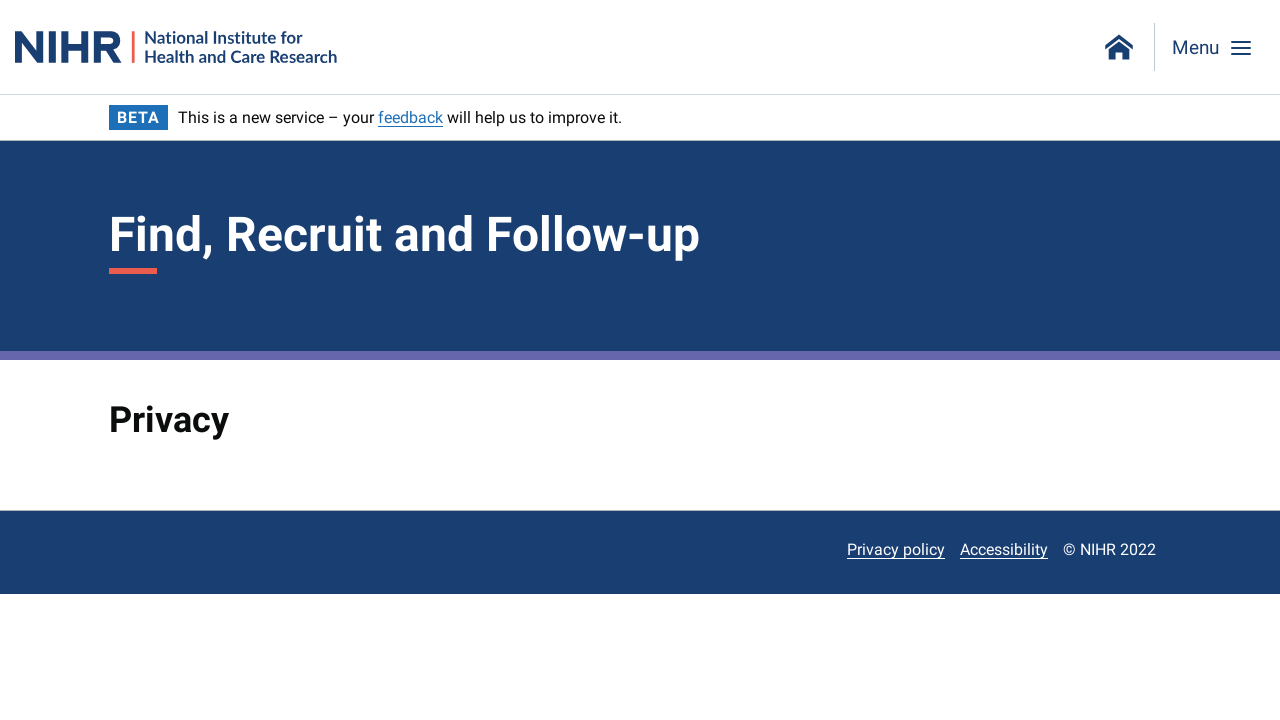 NIHR
National Institute for
Health and Care Research
Menu
BETA
This is a new service – your feedback will help us to improve it.
Find, Recruit and Follow-up
Privacy
Privacy policy Accessibility © NIHR 2022